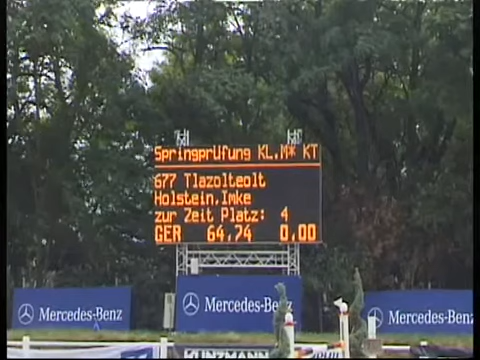 Springprüfung KL.M* KT
677 Tlazolteolt
Holstein,Imke
zur Zeit Platz: 4
GER 64,74 0,00
Mercedes-Benz
Mercedes-Benz
Mercedes-Benz
KUNZMANN